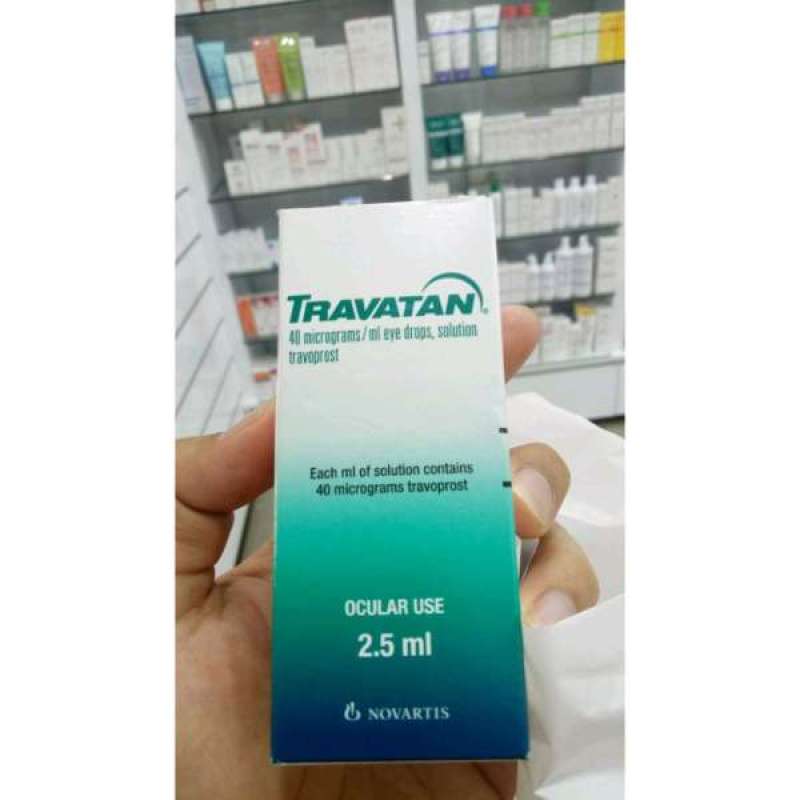 TRAVATAN®
40 micrograms/ml eye drops, solution
travoprost
Each ml of solution contains
40 micrograms travoprost
OCULAR USE
2.5 ml
NOVARTIS